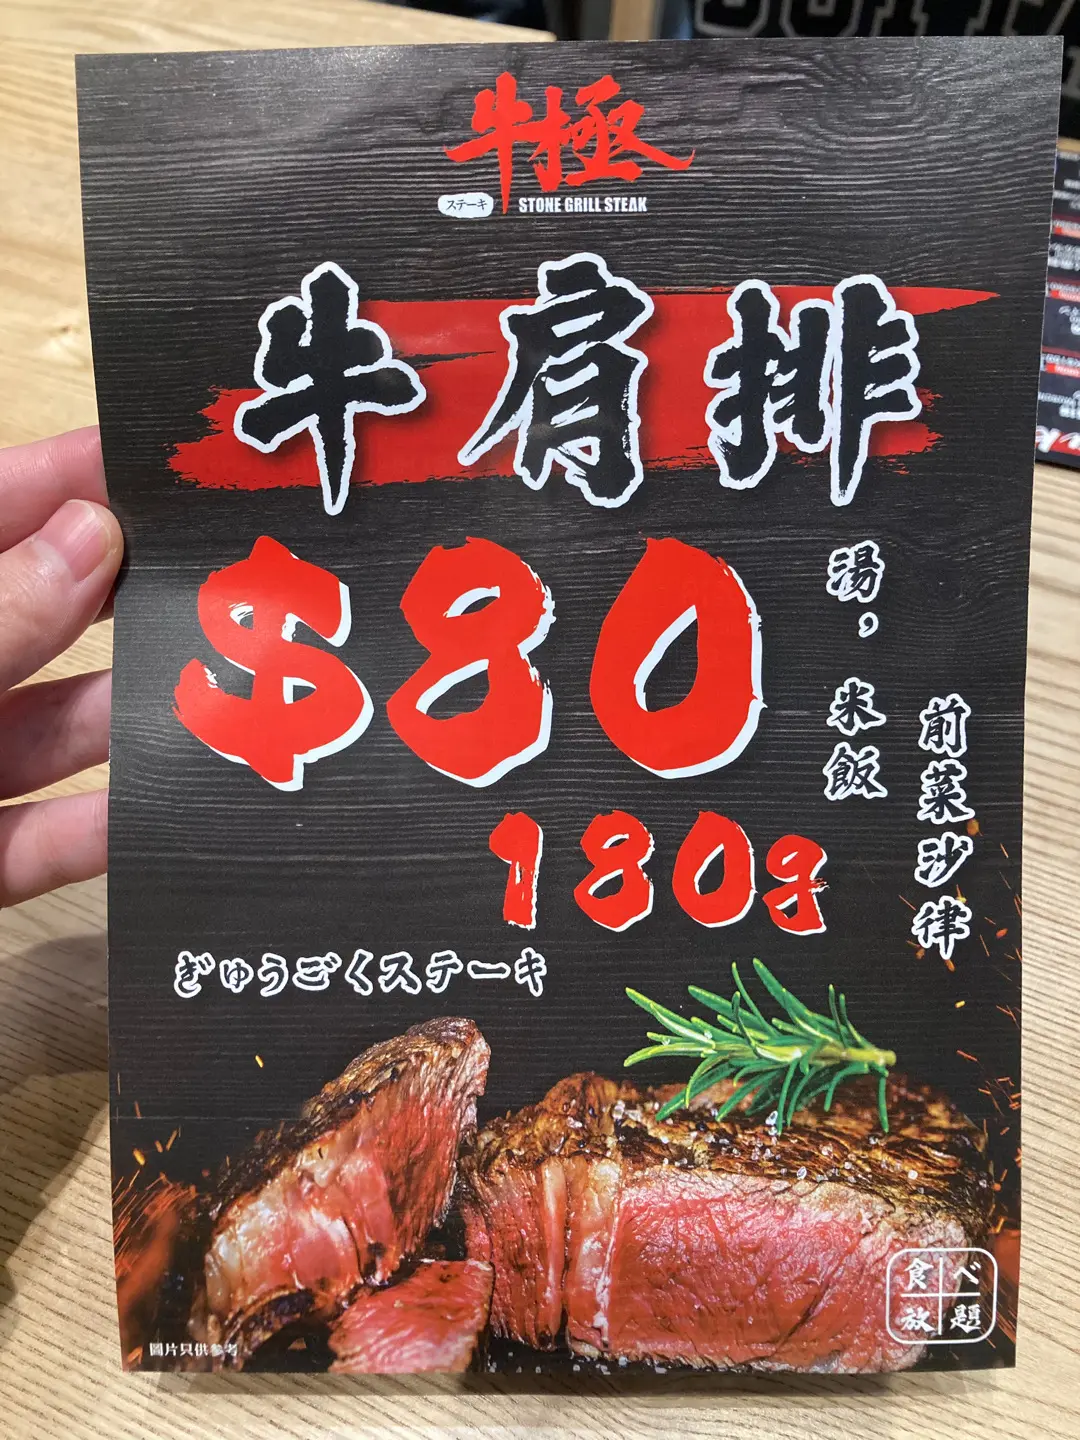 牛極
ステーキ STONE GRILL STEAK
牛肩排
$80
湯，米飯
前菜沙律
180g
ぎゅうごくステーキ
食べ
放題
圖片只供參考